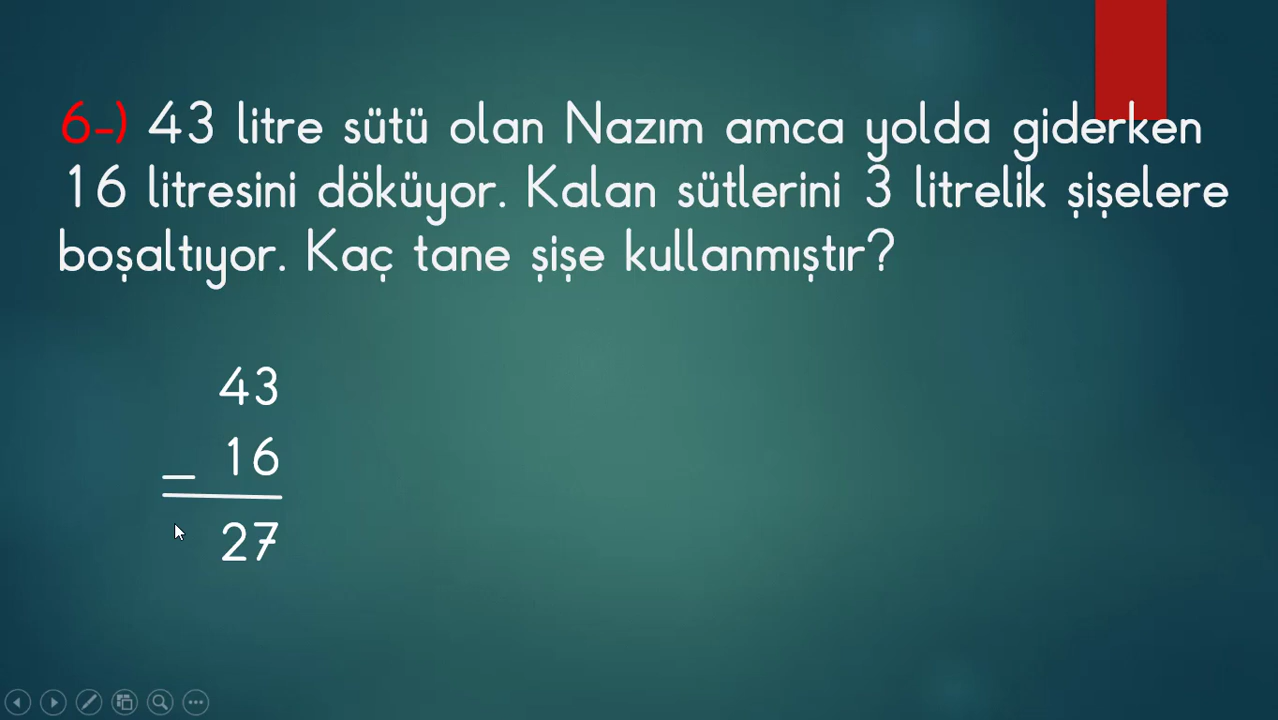 6-) 43 litre sütü olan Nazım amca yolda giderken
16 litresini döküyor. Kalan sütlerini 3 litrelik şişelere
boşaltıyor. Kaç tane şişe kullanmıştır?
43
_ 16
27